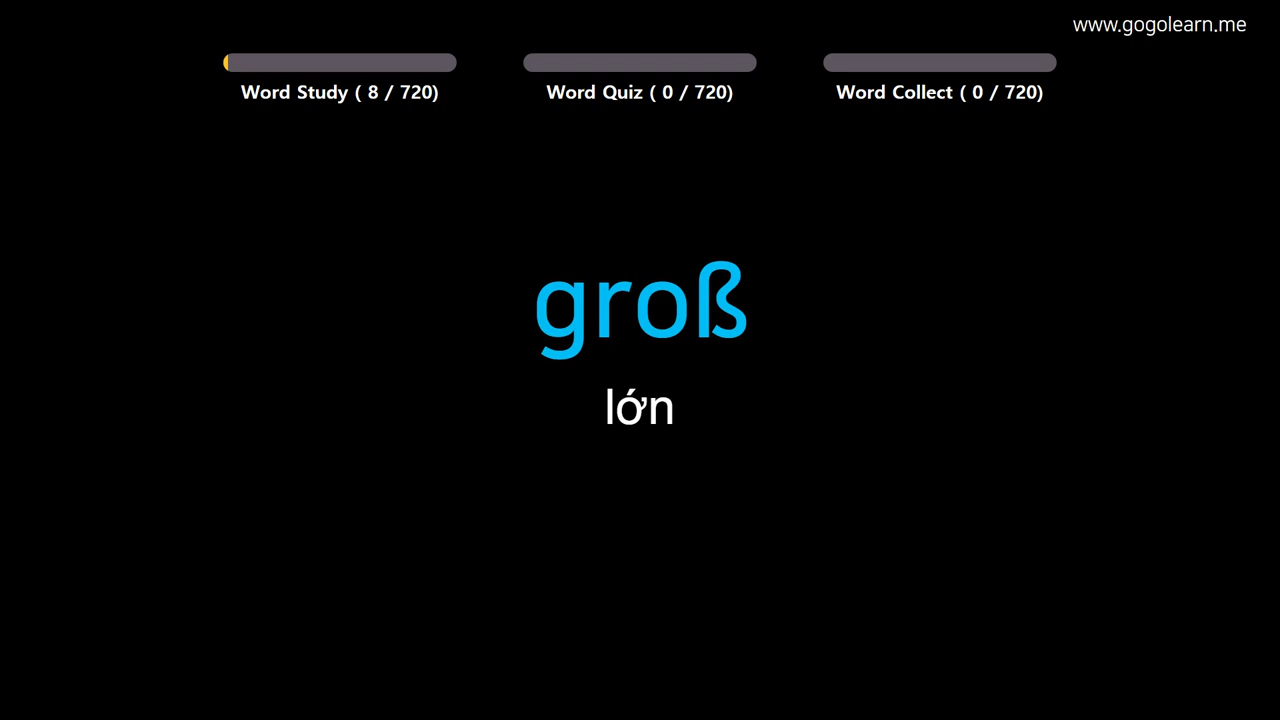 www.gogolearn.me
Word Study ( 8 / 720)
Word Quiz ( 0 / 720)
Word Collect ( 0 / 720)
groß
lớn